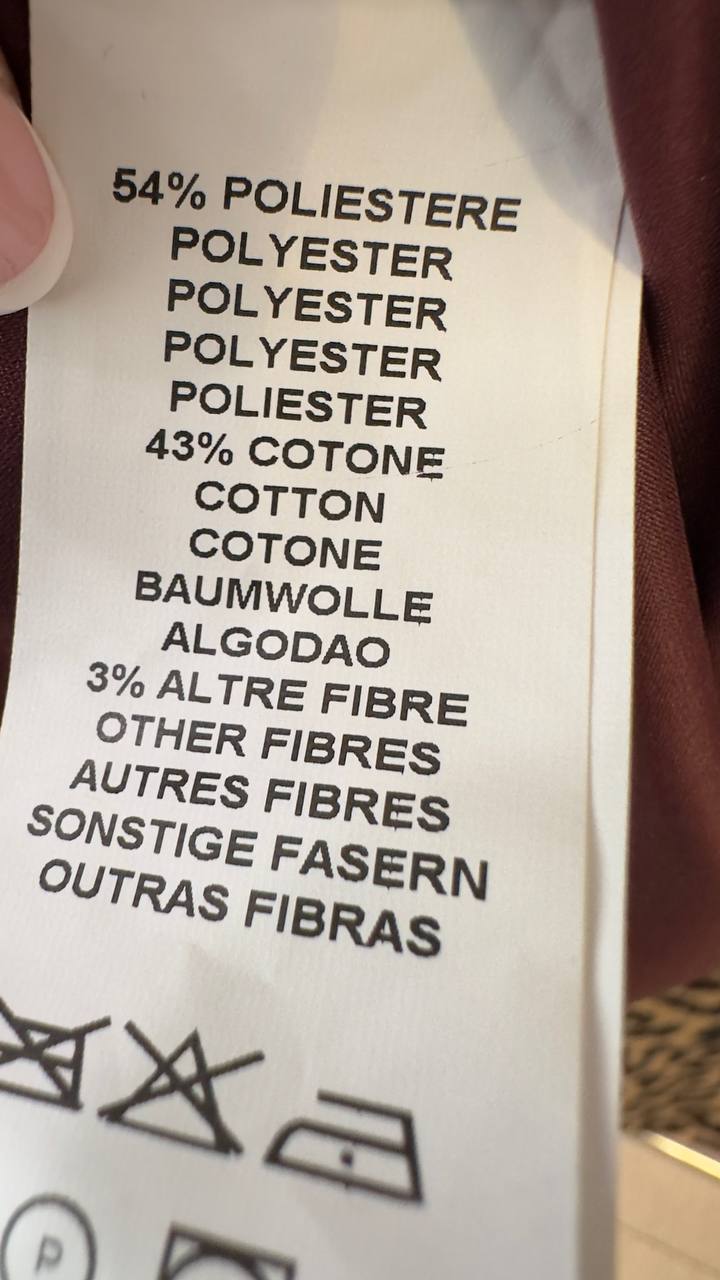 54% POLIESTERE
POLYESTER
POLYESTER
POLYESTER
POLIESTER
43% COTONE
COTTON
COTONE
BAUMWOLLE
ALGODAO
3% ALTRE FIBRE
OTHER FIBRES
AUTRES FIBRES
SONSTIGE FASERN
OUTRAS FIBRAS
P